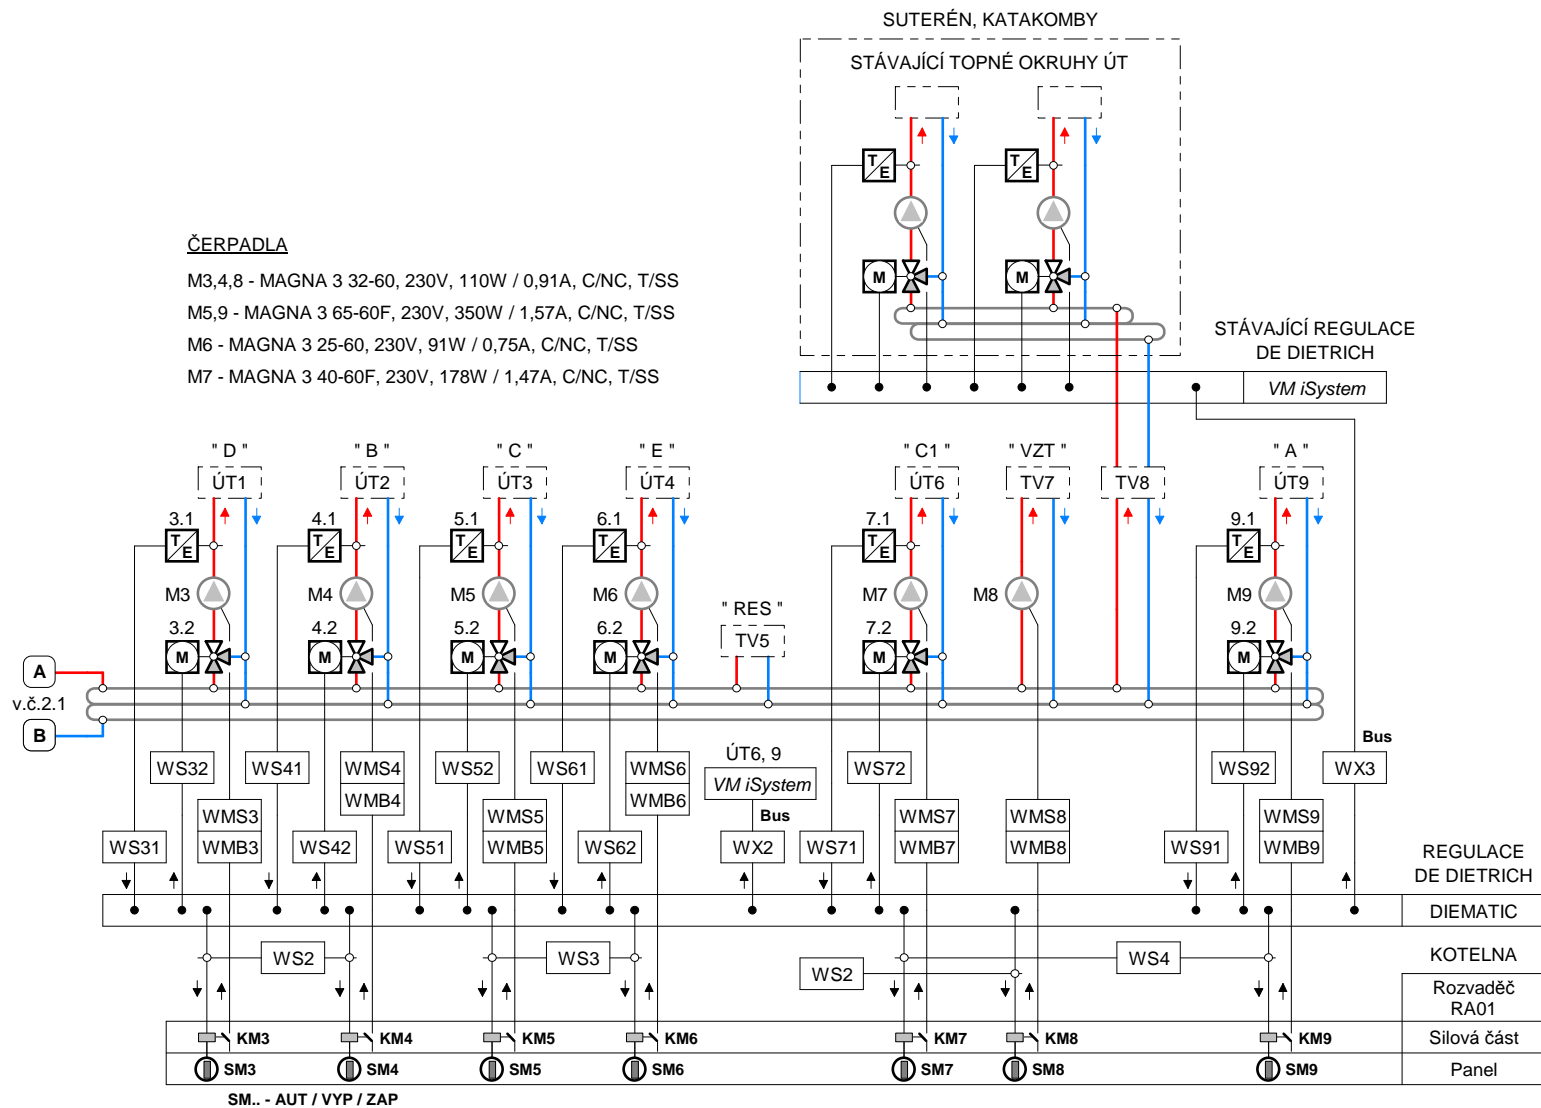 SUTERÉN, KATAKOMBY
STÁVAJÍCÍ TOPNÉ OKRUHY ÚT
T E T E
M M
ČERPADLA
M3,4,8 - MAGNA 3 32-60, 230V, 110W / 0,91A, C/NC, T/SS
M5,9 - MAGNA 3 65-60F, 230V, 350W / 1,57A, C/NC, T/SS
M6 - MAGNA 3 25-60, 230V, 91W / 0,75A, C/NC, T/SS
M7 - MAGNA 3 40-60F, 230V, 178W / 1,47A, C/NC, T/SS
STÁVAJÍCÍ REGULACE
DE DIETRICH
VM iSystem
" D " " B " " C " " E " " C1 " " VZT " " A "
ÚT1 ÚT2 ÚT3 ÚT4 ÚT6 TV7 TV8 ÚT9
3.1 4.1 5.1 6.1 7.1 9.1
T E T E T E T E T E T E
M3 M4 M5 M6 M7 M8 M9
" RES "
TV5
3.2 4.2 5.2 6.2 7.2 9.2
M M M M M M
A
v.č.2.1
B
Bus
ÚT6, 9
VM iSystem
Bus
WS32 WS41 WMS4 WS52 WS61 WMS6 WS72 WS92 WX3
WMB4 WMB6
WMS3 WMS5 WMS7 WMS8 WMS9
WS31 WMB3 WS42 WS51 WMB5 WS62 WX2 WS71 WMB7 WMB8 WS91 WMB9
REGULACE
DE DIETRICH
DIEMATIC
WS2 WS3 WS2 WS4
KOTELNA
Rozvaděč
RA01
KM3 KM4 KM5 KM6 KM7 KM8 KM9 Silová část
SM3 SM4 SM5 SM6 SM7 SM8 SM9 Panel
SM.. - AUT / VYP / ZAP